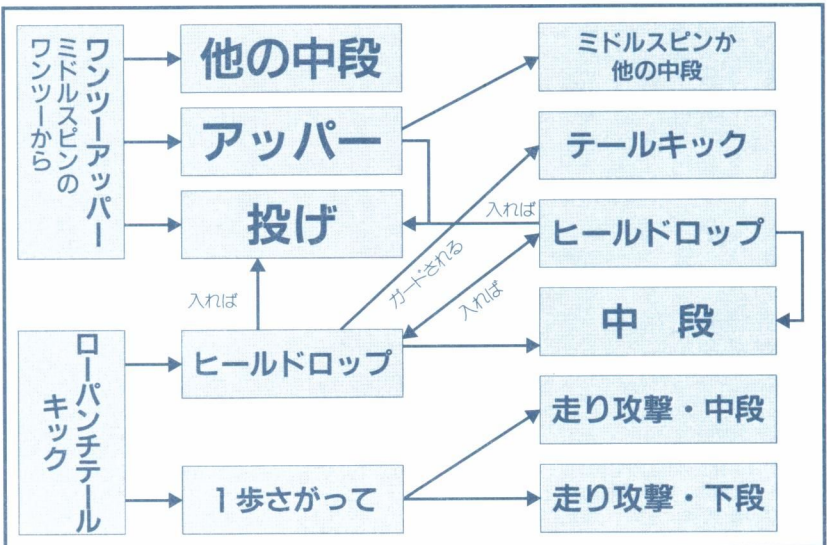 ワンツーアッパー
ミドルスピンの
ワンツーから
他の中段
アッパー
投げ
ミドルスピンか
他の中段
テールキック
入れば
ヒールドロップ
ガードされる
入れば
入れば
中 段
ローパンチテール
キック
ヒールドロップ
1歩さがって
走り攻撃・中段
走り攻撃・下段